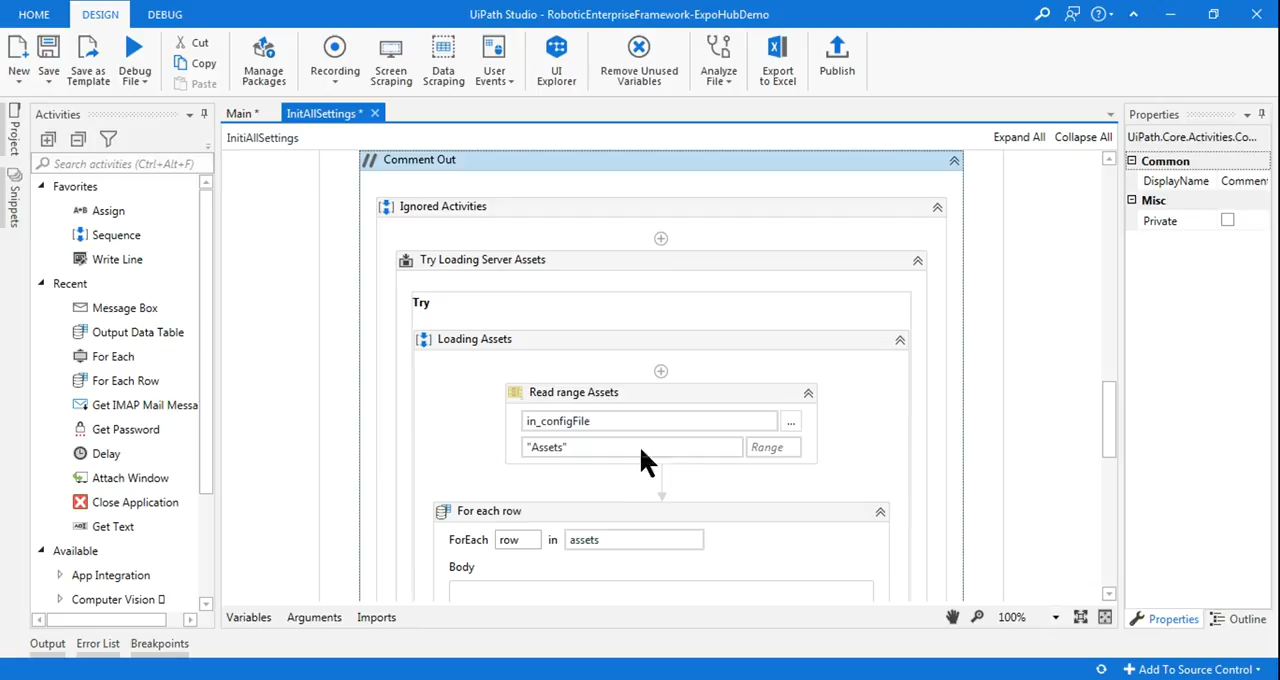 HOME DESIGN DEBUG UiPath Studio - RoboticEnterpriseFramework-ExpoHubDemo
New Save Save as Template Debug File Cut Copy Paste Manage Packages Recording Screen Scraping Data Scraping User Events UI Explorer Remove Unused Variables Analyze File Export to Excel Publish
Project
Snippets
Activities
Search activities (Ctrl+Alt+F)
Favorites
Assign
Sequence
Write Line
Recent
Message Box
Output Data Table
For Each
For Each Row
Get IMAP Mail Messa
Get Password
Delay
Attach Window
Close Application
Get Text
Available
App Integration
Computer Vision
Main * InitAllSettings *
InitiAllSettings Expand All Collapse All
// Comment Out
Ignored Activities
Try Loading Server Assets
Try
Loading Assets
Read range Assets
in_configFile ...
"Assets" Range
For each row
ForEach row in assets
Body
Variables Arguments Imports 100%
Properties
UiPath.Core.Activities.Co...
Common
DisplayName Comment
Misc
Private
Properties Outline
Output Error List Breakpoints
Add To Source Control